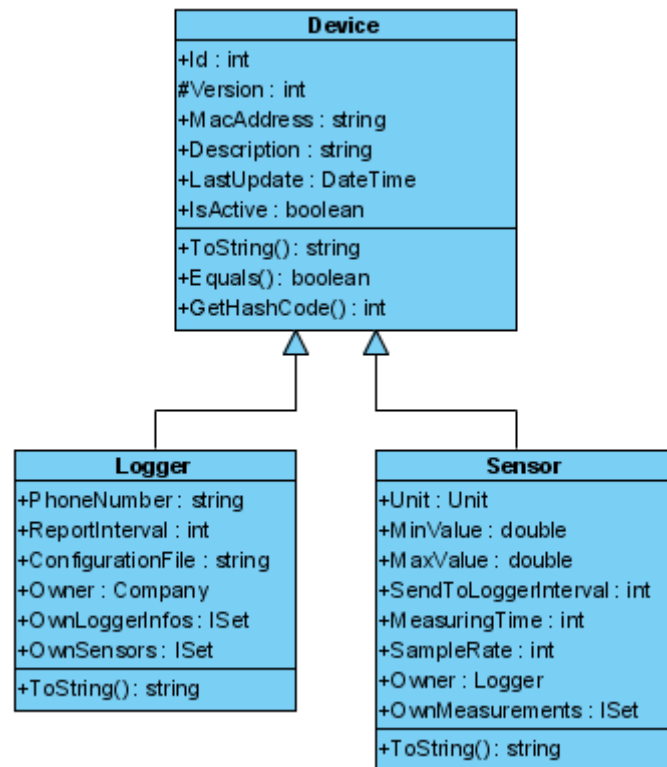 Device
+Id : int
#Version : int
+MacAddress : string
+Description : string
+LastUpdate : DateTime
+IsActive : boolean
+ToString() : string
+Equals() : boolean
+GetHashCode() : int
Logger
+PhoneNumber : string
+ReportInterval : int
+ConfigurationFile : string
+Owner : Company
+OwnLoggerInfos : ISet
+OwnSensors : ISet
+ToString() : string
Sensor
+Unit : Unit
+MinValue : double
+MaxValue : double
+SendToLoggerInterval : int
+MeasuringTime : int
+SampleRate : int
+Owner : Logger
+OwnMeasurements : ISet
+ToString() : string